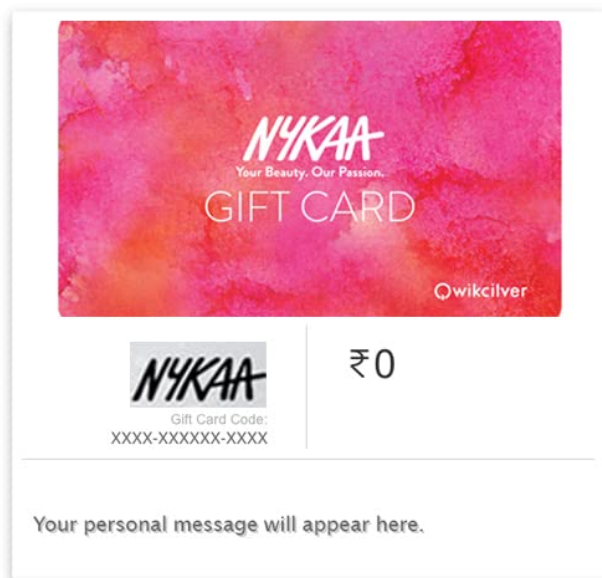 NYKAA
Your Beauty. Our Passion.
GIFT CARD
Qwikcilver
NYKAA
Gift Card Code:
XXXX-XXXXXX-XXXX
₹0
Your personal message will appear here.